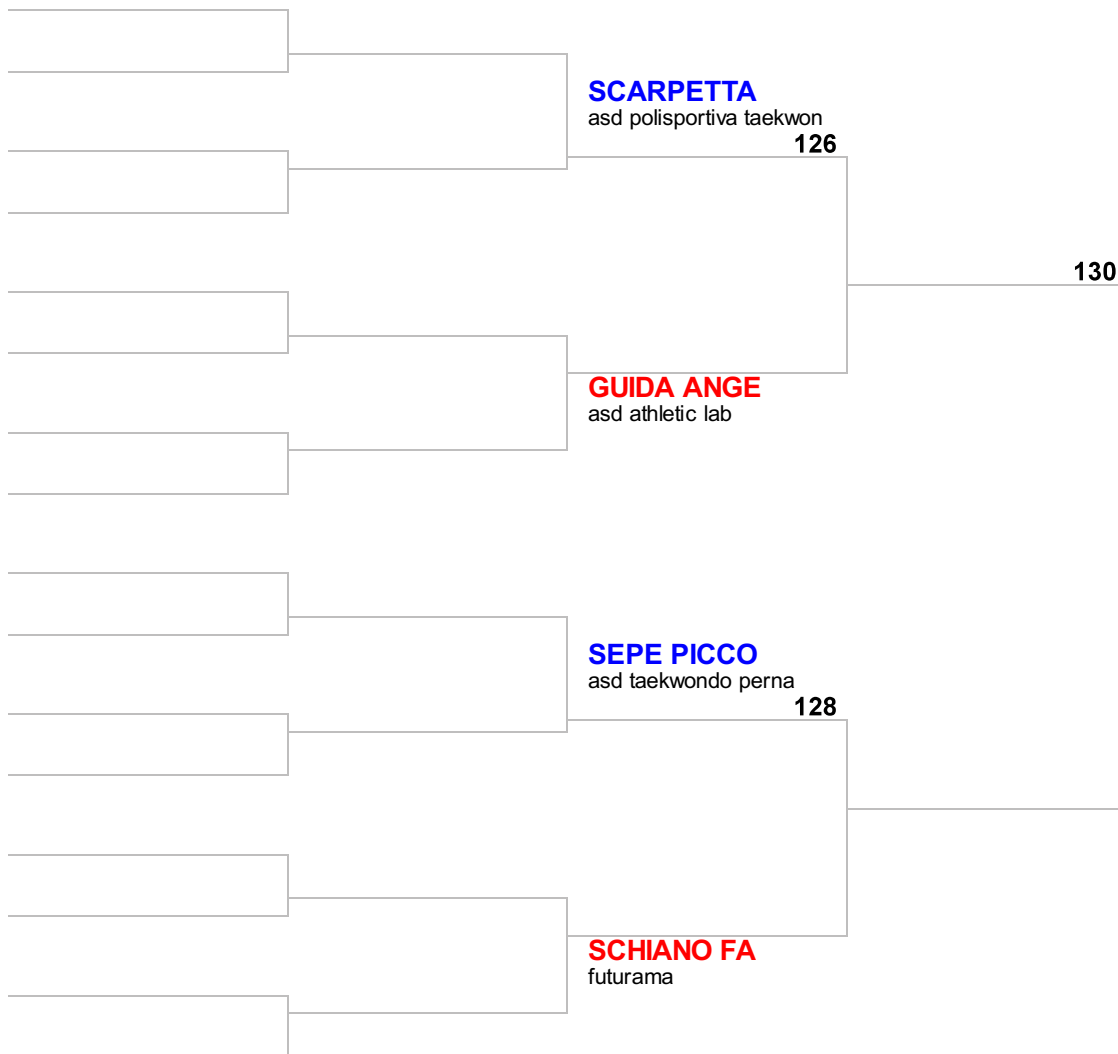 SCARPETTA
asd polisportiva taekwon
126
130
GUIDA ANGE
asd athletic lab
SEPE PICCO
asd taekwondo perna
128
SCHIANO FA
futurama